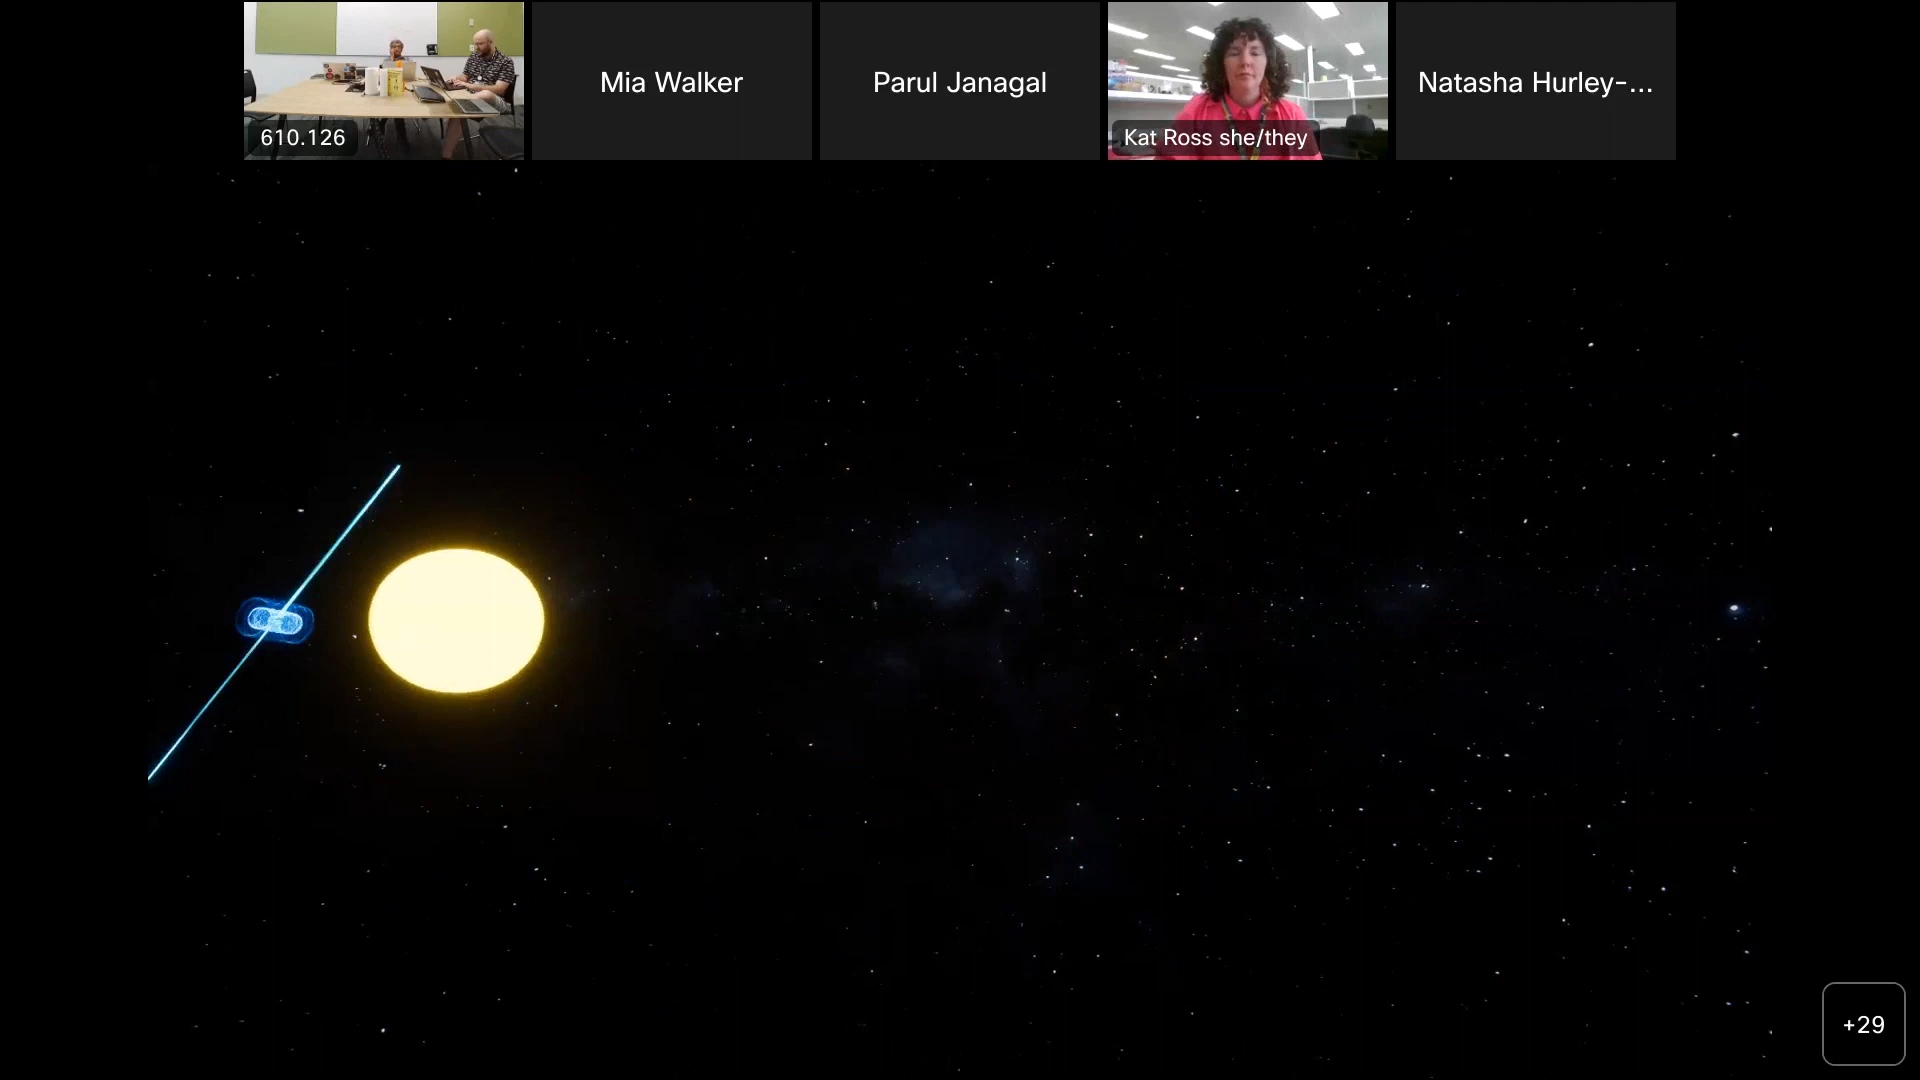 610.126
Mia Walker
Parul Janagal
Kat Ross she/they
Natasha Hurley-...
+29